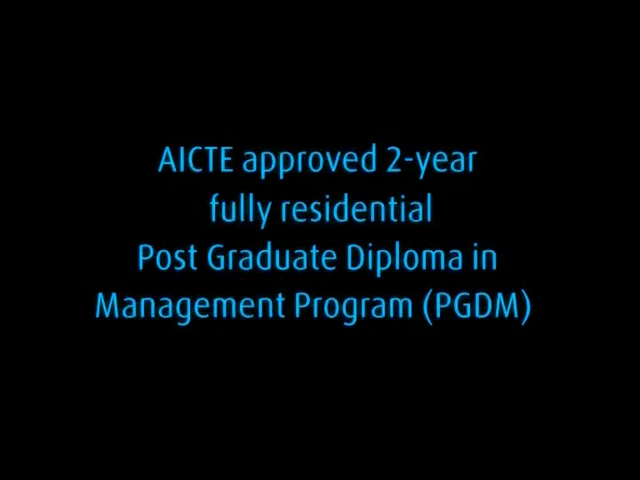 AICTE approved 2-year
fully residential
Post Graduate Diploma in
Management Program (PGDM)